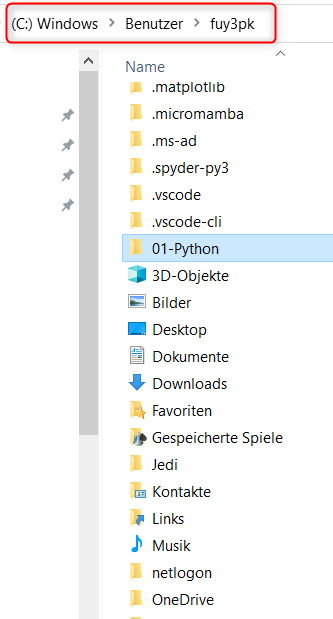 (C:) Windows > Benutzer > fuy3pk
Name
.matplotlib
.micromamba
.ms-ad
.spyder-py3
.vscode
.vscode-cli
01-Python
3D-Objekte
Bilder
Desktop
Dokumente
Downloads
Favoriten
Gespeicherte Spiele
Jedi
Kontakte
Links
Musik
netlogon
OneDrive